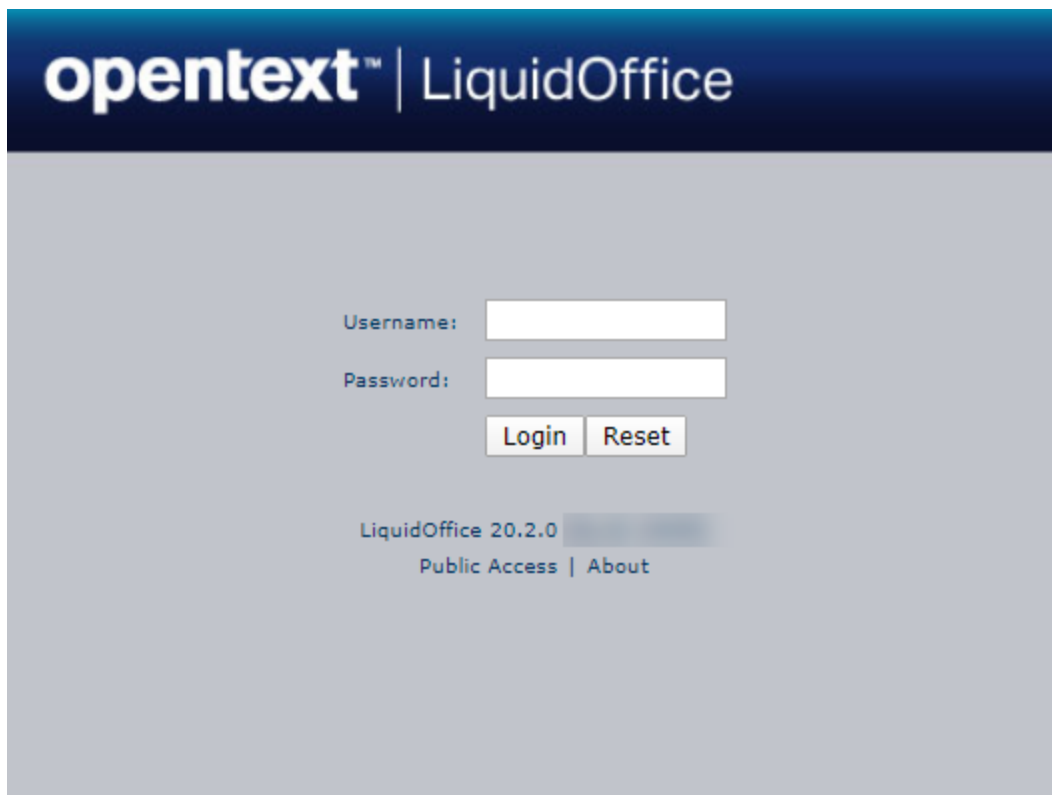 opentext™ | LiquidOffice
Username:
Password:
Login Reset
LiquidOffice 20.2.0
Public Access | About